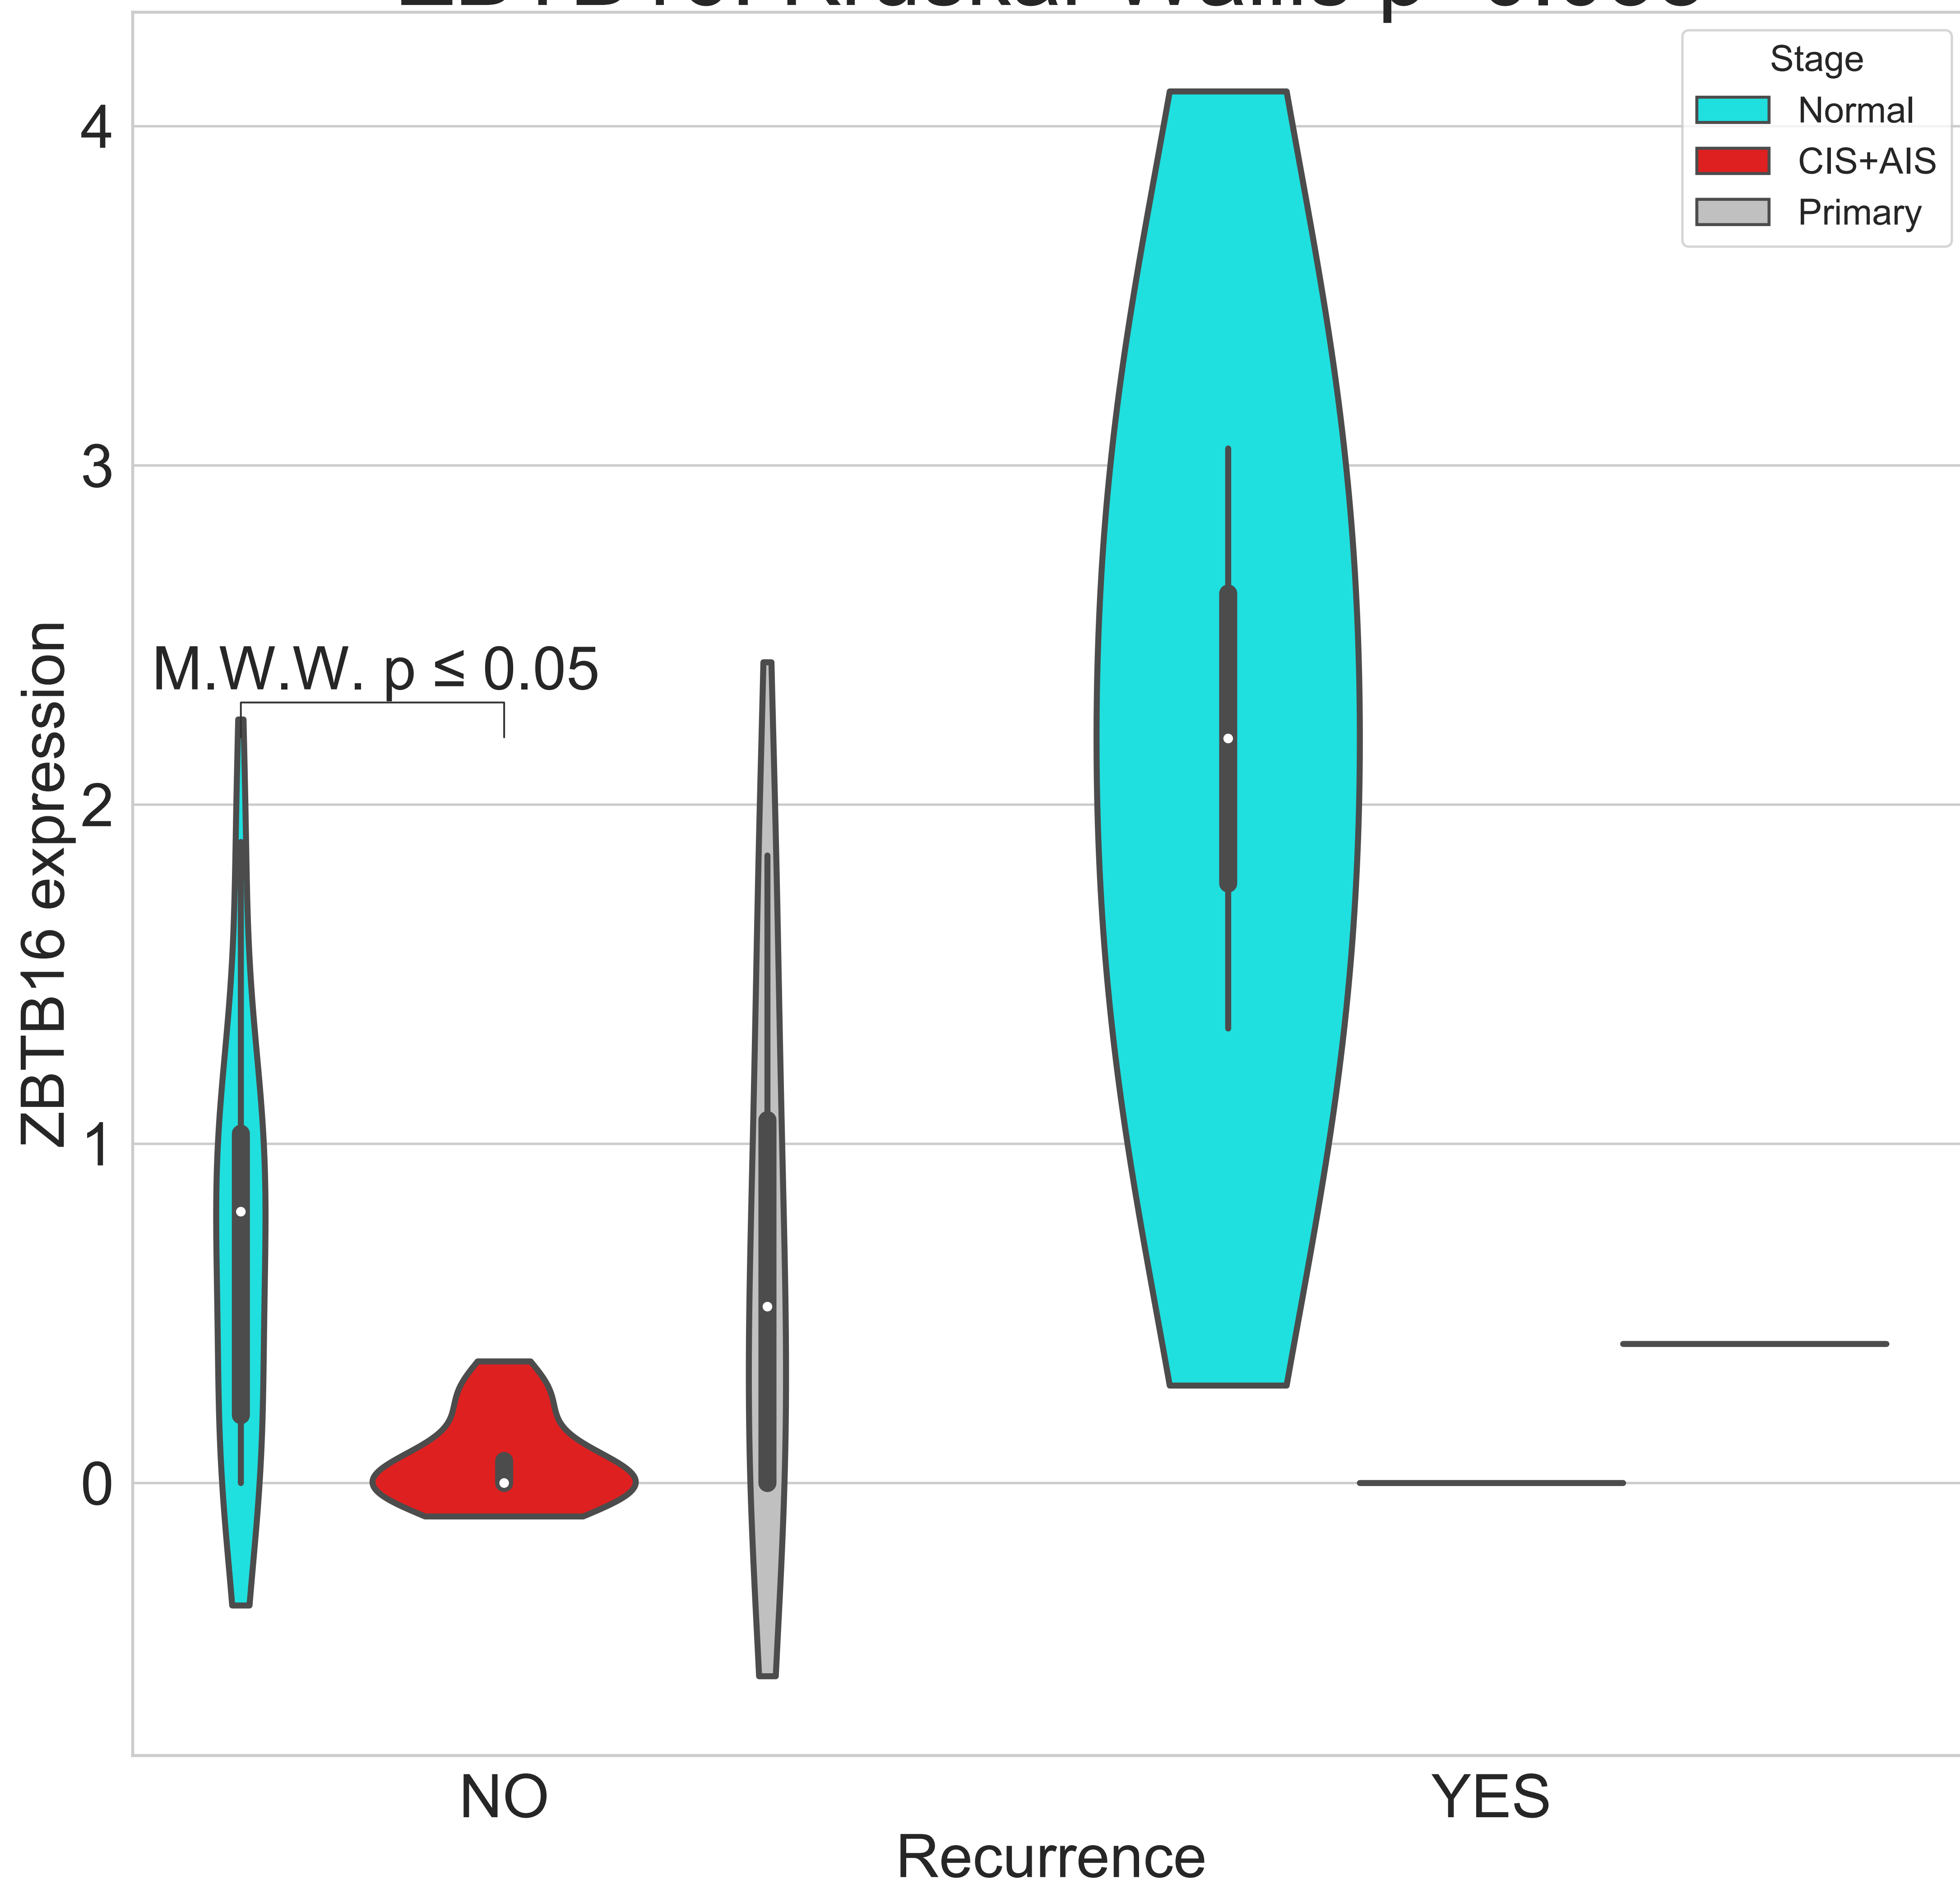 Stage
Normal
CIS+AIS
Primary
4
3
2
1
0
M.W.W. p ≤ 0.05
ZBTB16 expression
NO
YES
Recurrence